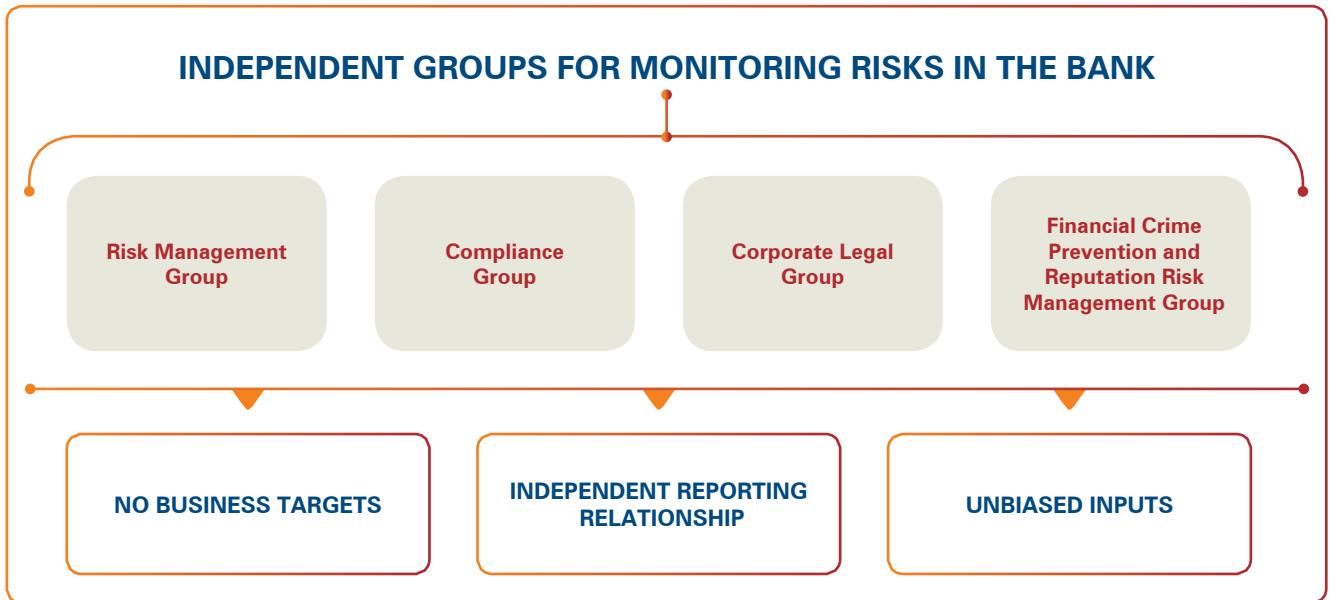 INDEPENDENT GROUPS FOR MONITORING RISKS IN THE BANK
Risk Management
Group
Compliance
Group
Corporate Legal
Group
Financial Crime
Prevention and
Reputation Risk
Management Group
NO BUSINESS TARGETS
INDEPENDENT REPORTING
RELATIONSHIP
UNBIASED INPUTS